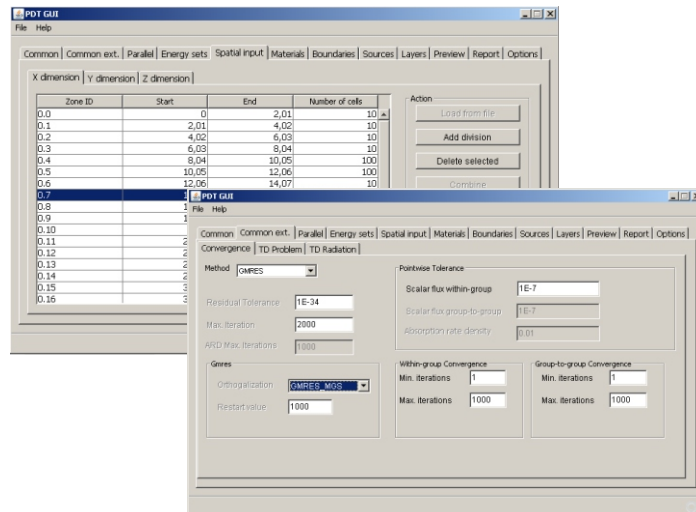 PDT GUI
File Help
Common Common ext. Parallel Energy sets Spatial input Materials Boundaries Sources Layers Preview Report Options
X dimension Y dimension Z dimension
Zone ID Start End Number of cells
0.0 0 2,01 10
0.1 2,01 4,02 10
0.2 4,02 6,03 10
0.3 6,03 8,04 10
0.4 8,04 10,05 100
0.5 10,05 12,06 100
0.6 12,06 14,07 10
0.7
0.8
0.9
0.10
0.11
0.12
0.13
0.14
0.15
0.16
Action
Load from file
Add division
Delete selected
Combine
PDT GUI
File Help
Common Common ext. Parallel Energy sets Spatial input Materials Boundaries Sources Layers Preview Report Options
Convergence TD Problem TD Radiation
Method GMRES
Residual Tolerance 1E-34
Max. iteration 2000
ARD Max. iterations 1000
Pointwise Tolerance
Scalar flux within-group 1E-7
Scalar flux group-to-group 1E-7
Absorption rate density 0.01
Gmres
Orthogalization GMRES_MGS
Restart value 1000
Within-group Convergence
Min. iterations 1
Max. iterations 1000
Group-to-group Convergence
Min. iterations 1
Max. iterations 1000